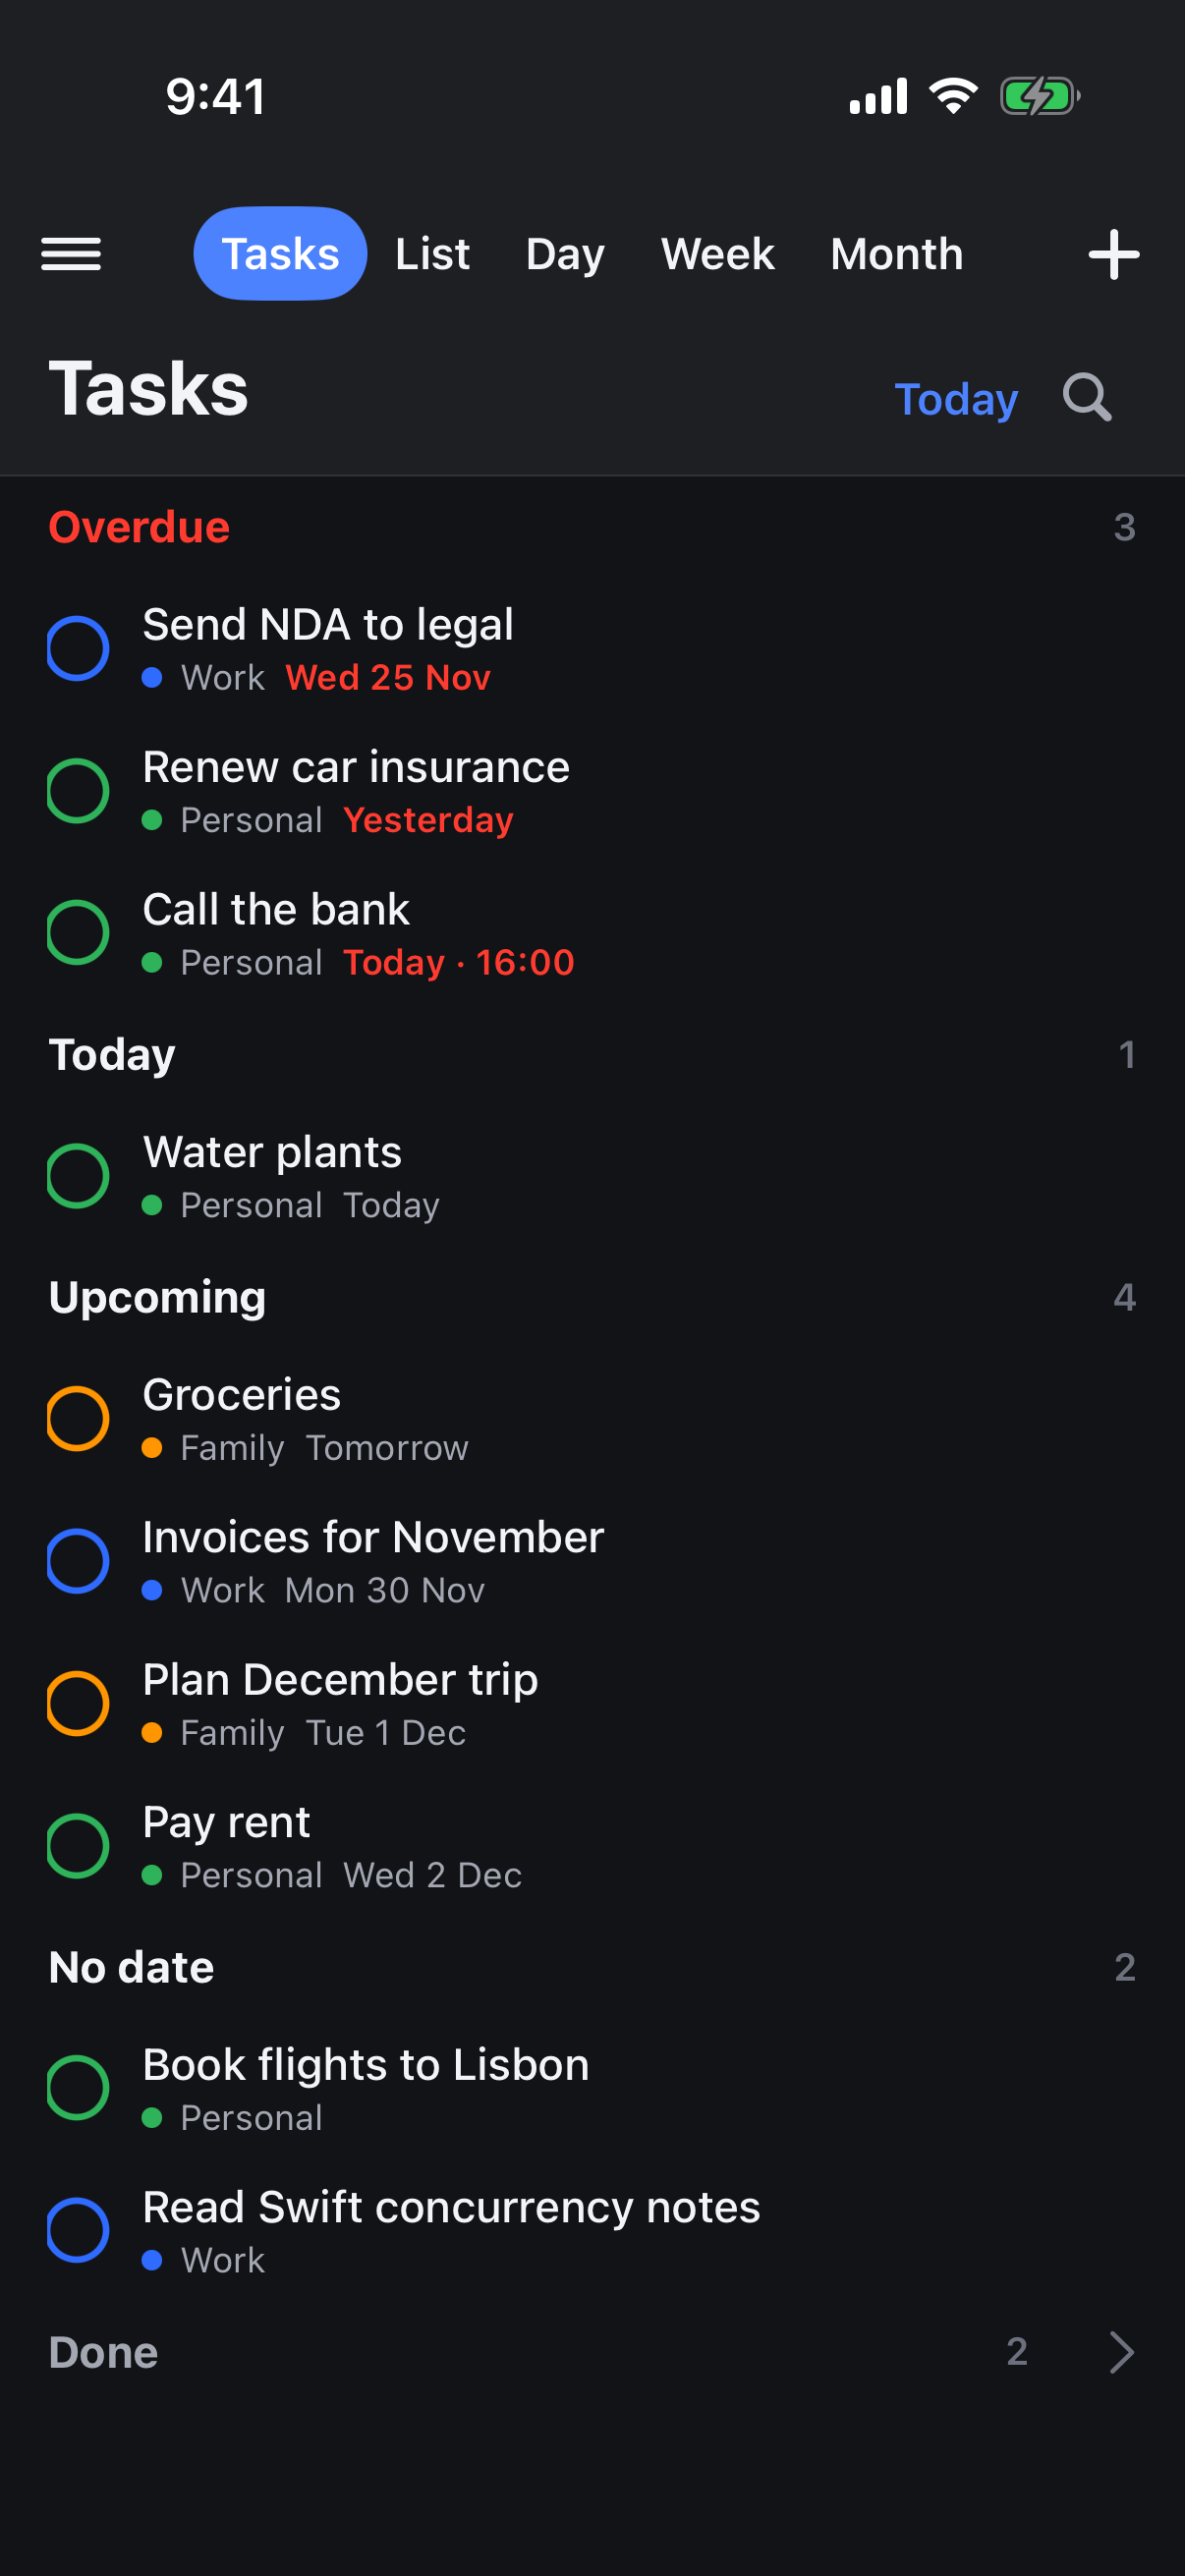 9:41
Tasks List Day Week Month
Tasks
Today
Overdue 3
Send NDA to legal
Work Wed 25 Nov
Renew car insurance
Personal Yesterday
Call the bank
Personal Today · 16:00
Today 1
Water plants
Personal Today
Upcoming 4
Groceries
Family Tomorrow
Invoices for November
Work Mon 30 Nov
Plan December trip
Family Tue 1 Dec
Pay rent
Personal Wed 2 Dec
No date 2
Book flights to Lisbon
Personal
Read Swift concurrency notes
Work
Done 2